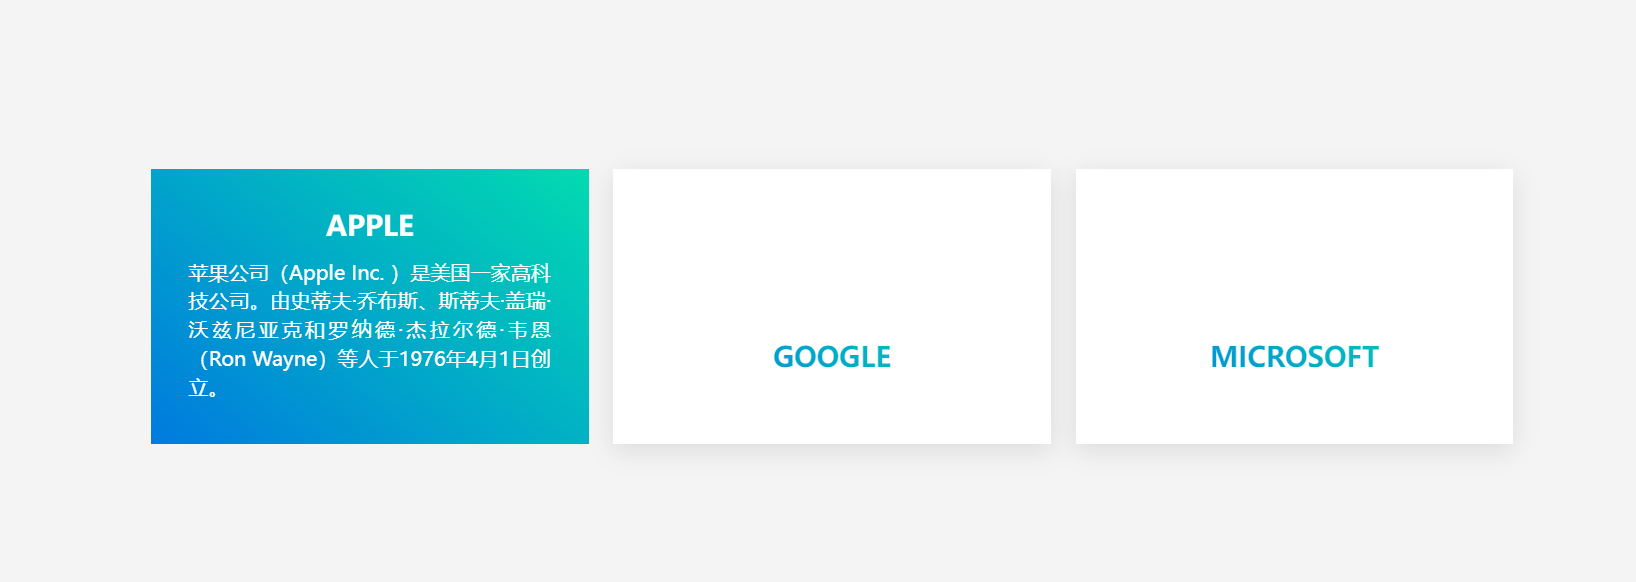 APPLE
苹果公司（Apple Inc. ）是美国一家高科
技公司。由史蒂夫·乔布斯、斯蒂夫·盖瑞·
沃兹尼亚克和罗纳德·杰拉尔德·韦恩
（Ron Wayne）等人于1976年4月1日创
立。
GOOGLE
MICROSOFT